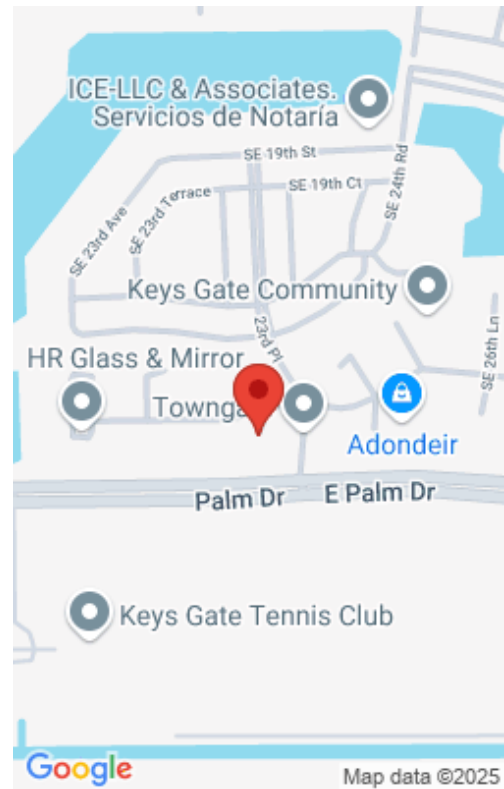 ICE-LLC & Associates.
Servicios de Notaría
SE 19th St
SE 19th Ct
SE 24th Rd
SE 23rd Terrace
SE 23rd Ave
Keys Gate Community
23rd Pl
SE 26th Ln
HR Glass & Mirror
Townga
Adondeir
Palm Dr
E Palm Dr
Keys Gate Tennis Club
Google
Map data ©2025